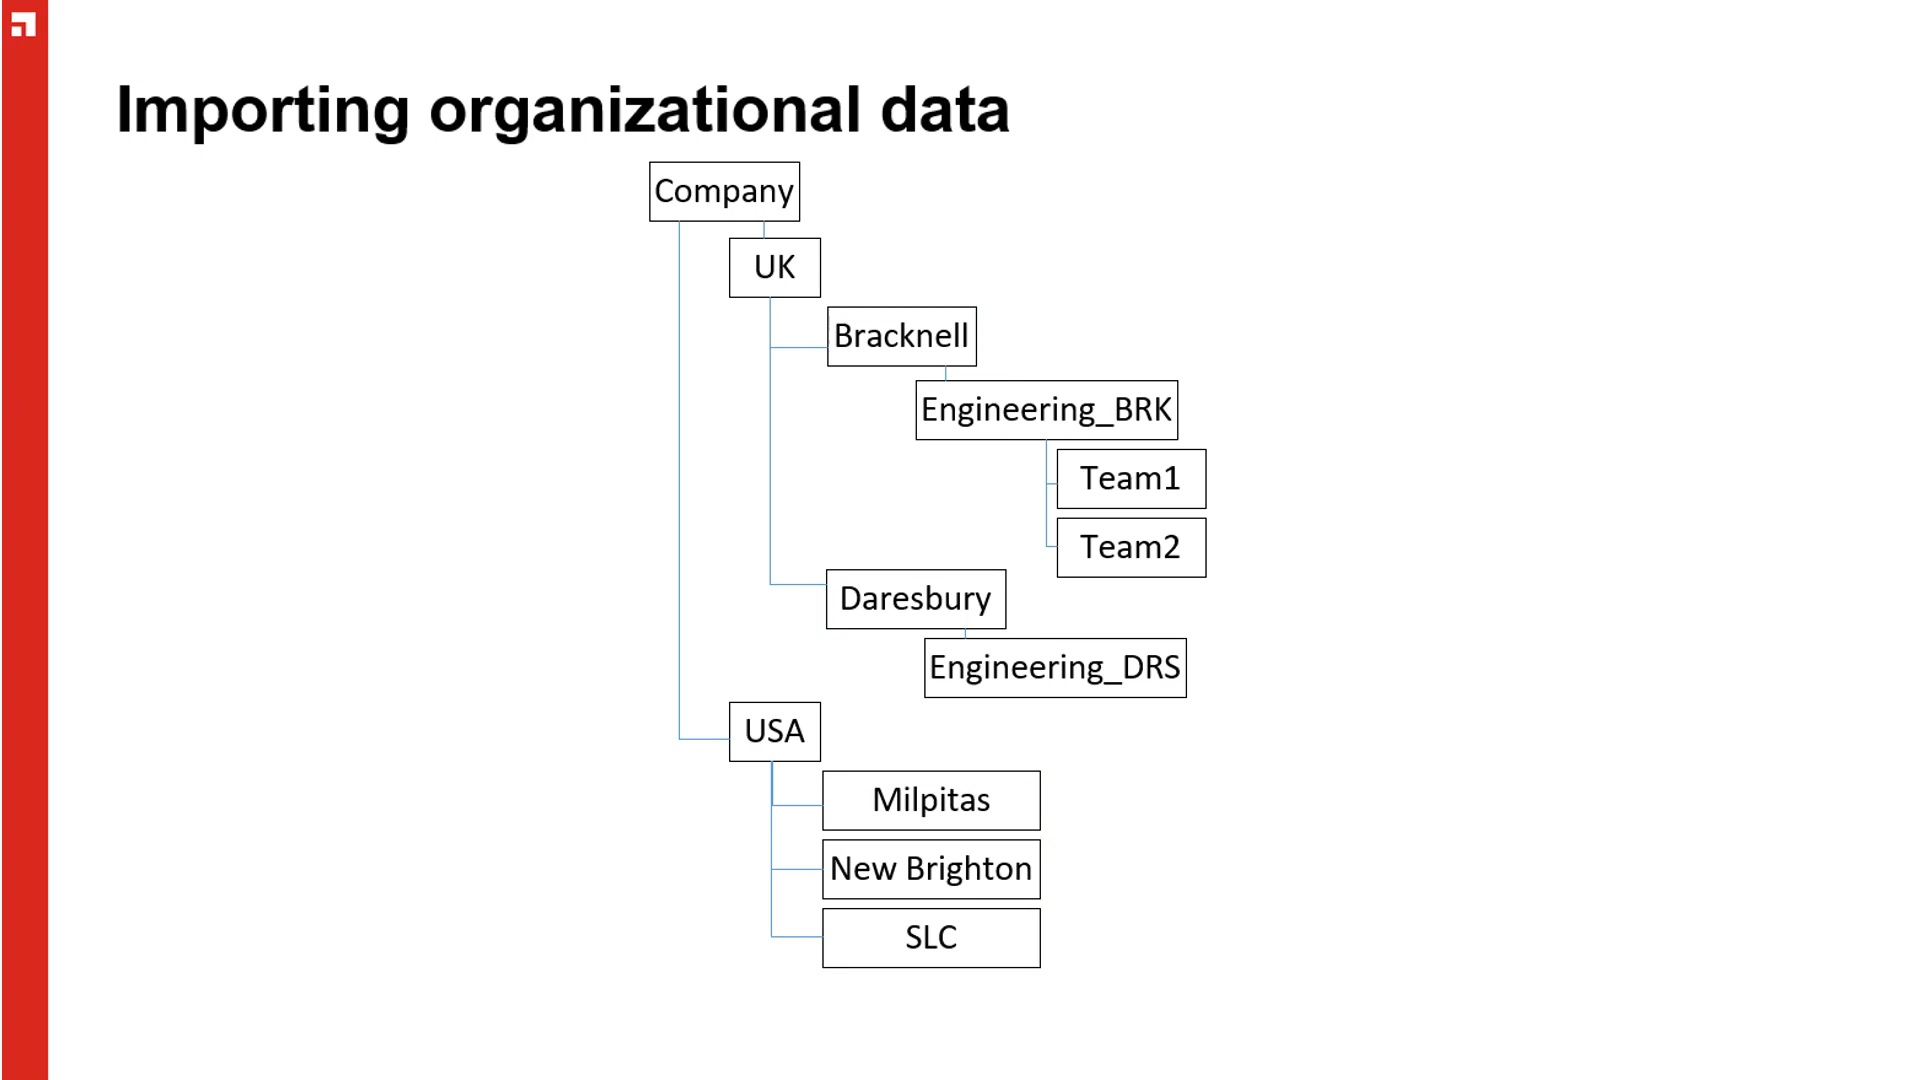 Importing organizational data
Company
UK
Bracknell
Engineering_BRK
Team1
Team2
Daresbury
Engineering_DRS
USA
Milpitas
New Brighton
SLC